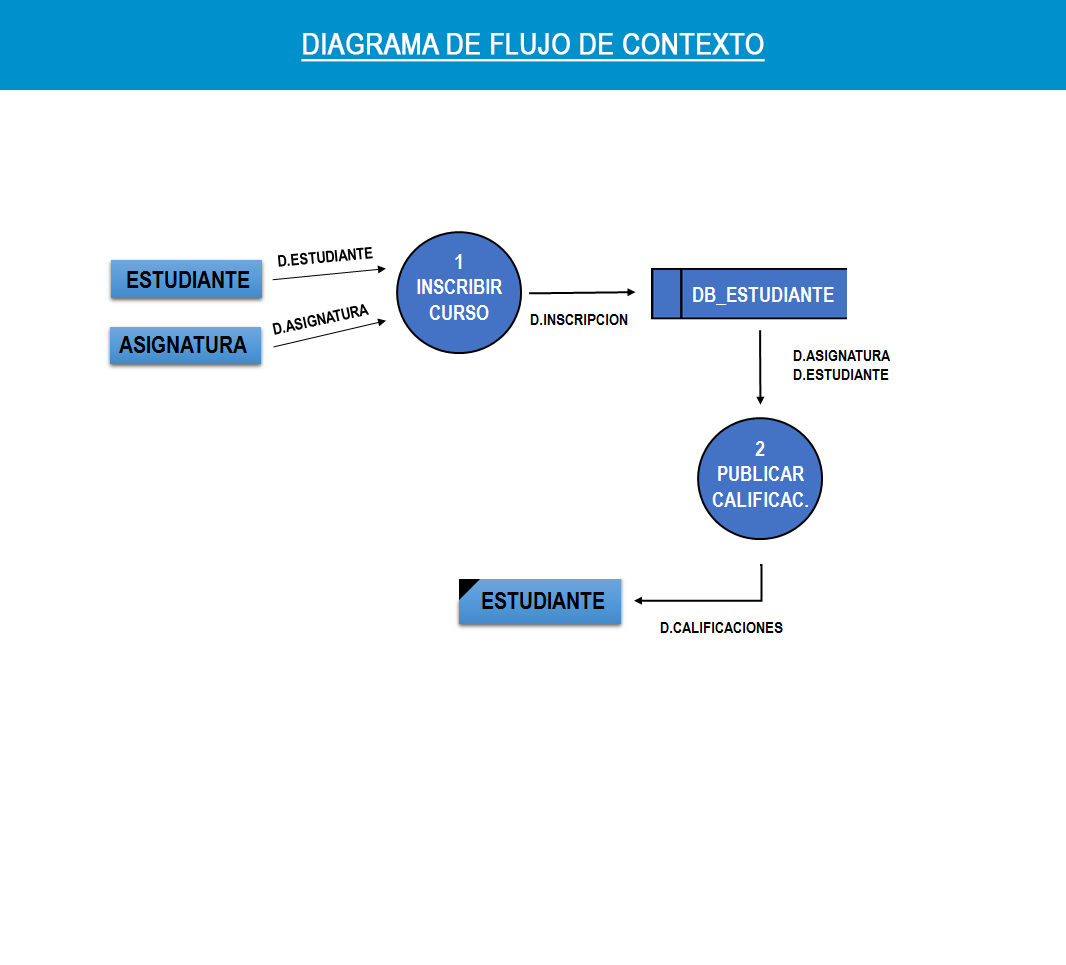 DIAGRAMA DE FLUJO DE CONTEXTO
ESTUDIANTE
D.ESTUDIANTE
ASIGNATURA
D.ASIGNATURA
1
INSCRIBIR
CURSO
D.INSCRIPCION
DB_ESTUDIANTE
D.ASIGNATURA
D.ESTUDIANTE
2
PUBLICAR
CALIFICAC.
ESTUDIANTE
D.CALIFICACIONES